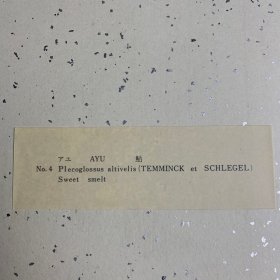 アユ AYU 鮎
No. 4 Plecoglossus altivelis (TEMMINCK et SCHLEGEL)
Sweet smelt